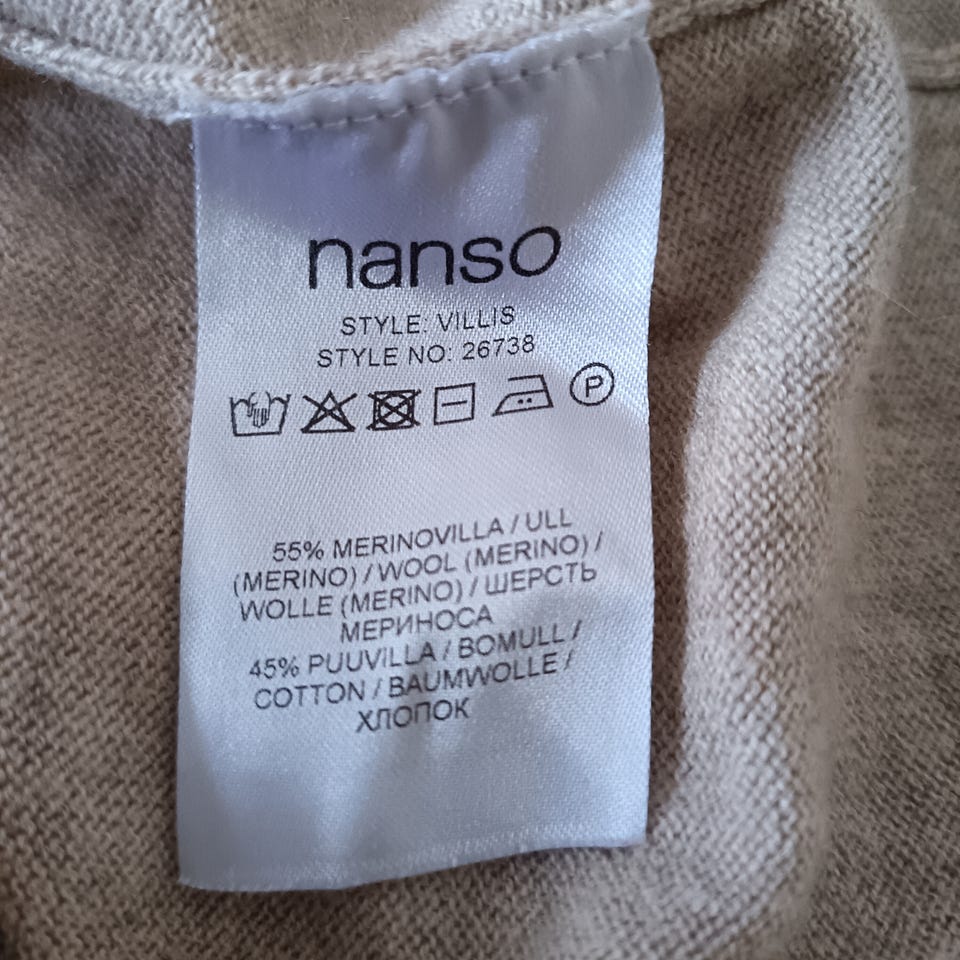 nanso
STYLE: VILLIS
STYLE NO: 26738
P
55% MERINOVILLA / ULL
(MERINO) / WOOL (MERINO) /
WOLLE (MERINO) / ШЕРСТЬ
МЕРИНОСА
45% PUUVILLA / BOMULL /
COTTON / BAUMWOLLE /
ХЛОПОК